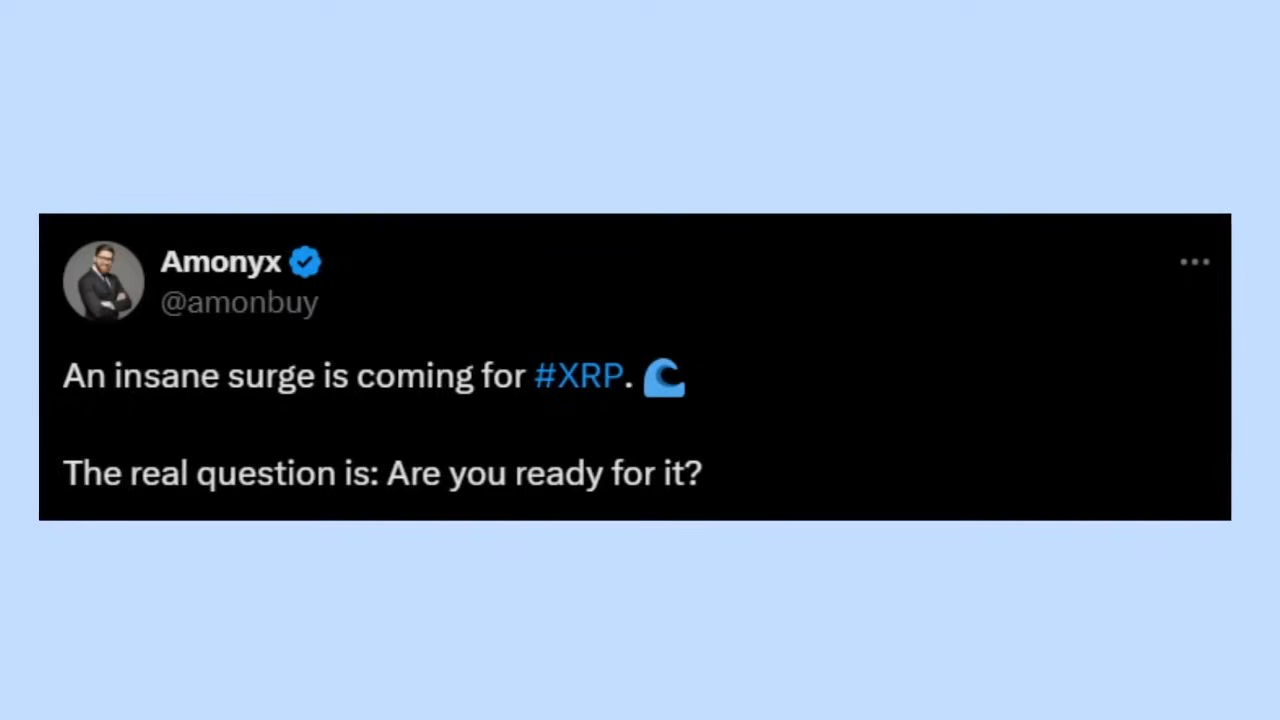 Amonyx
@amonbuy
An insane surge is coming for #XRP. 🌊
The real question is: Are you ready for it?